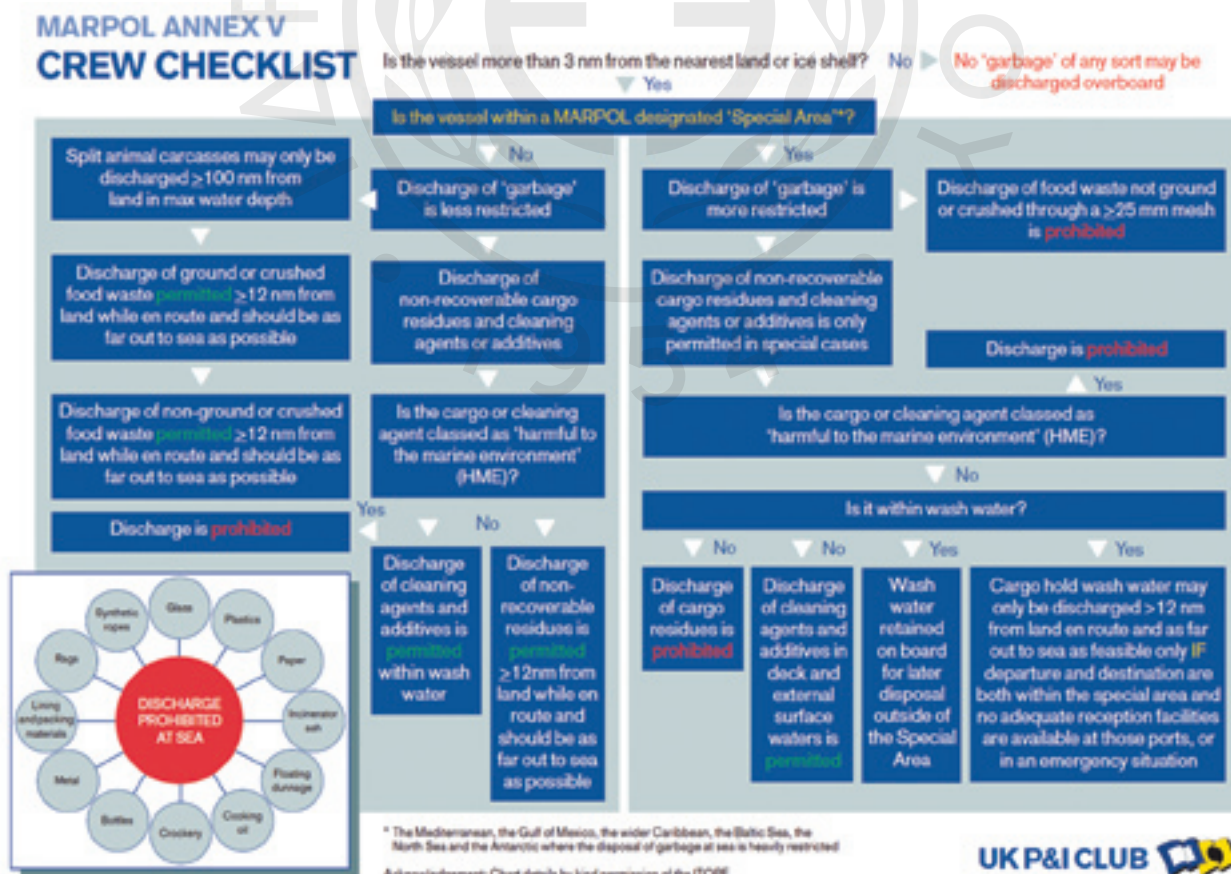 MARPOL ANNEX V
CREW CHECKLIST
Is the vessel more than 3 nm from the nearest land or ice shelf?
No
No 'garbage' of any sort may be
discharged overboard
Yes
Is the vessel within a MARPOL designated 'Special Area'*?
No
Yes
Split animal carcasses may only be
discharged ≥100 nm from
land in max water depth
Discharge of 'garbage'
is less restricted
Discharge of 'garbage' is
more restricted
Discharge of food waste not ground
or crushed through a ≥25 mm mesh
is prohibited
Discharge of ground or crushed
food waste permitted ≥12 nm from
land while en route and should be as
far out to sea as possible
Discharge of
non-recoverable cargo
residues and cleaning
agents or additives
Discharge of non-recoverable
cargo residues and cleaning
agents or additives is only
permitted in special cases
Discharge is prohibited
Yes
Discharge of non-ground or crushed
food waste permitted ≥12 nm from
land while en route and should be as
far out to sea as possible
Is the cargo or cleaning
agent classed as 'harmful to
the marine environment'
(HME)?
Is the cargo or cleaning agent classed as
'harmful to the marine environment' (HME)?
No
Is it within wash water?
Yes
No
Discharge is prohibited
No
No
Yes
Yes
Discharge
of cleaning
agents and
additives is
permitted
within wash
water
Discharge
of non-
recoverable
residues is
permitted
≥12nm from
land while en
route and
should be as
far out to sea
as possible
Discharge
of cargo
residues is
prohibited
Discharge
of cleaning
agents and
additives in
deck and
external
surface
waters is
permitted
Wash
water
retained
on board
for later
disposal
outside of
the Special
Area
Cargo hold wash water may
only be discharged >12 nm
from land en route and as far
out to sea as feasible only IF
departure and destination are
both within the special area and
no adequate reception facilities
are available at those ports, or
in an emergency situation
DISCHARGE
PROHIBITED
AT SEA
Glass
Plastics
Paper
Incinerator
ash
Floating
dunnage
Cooking
oil
Crockery
Bottles
Metal
Lining
and packing
materials
Rags
Synthetic
ropes
* The Mediterranean, the Gulf of Mexico, the wider Caribbean, the Baltic Sea, the
North Sea and the Antarctic where the disposal of garbage at sea is heavily restricted
Acknowledgement: Chart details by kind permission of the ITOPF
UK P&I CLUB
1954